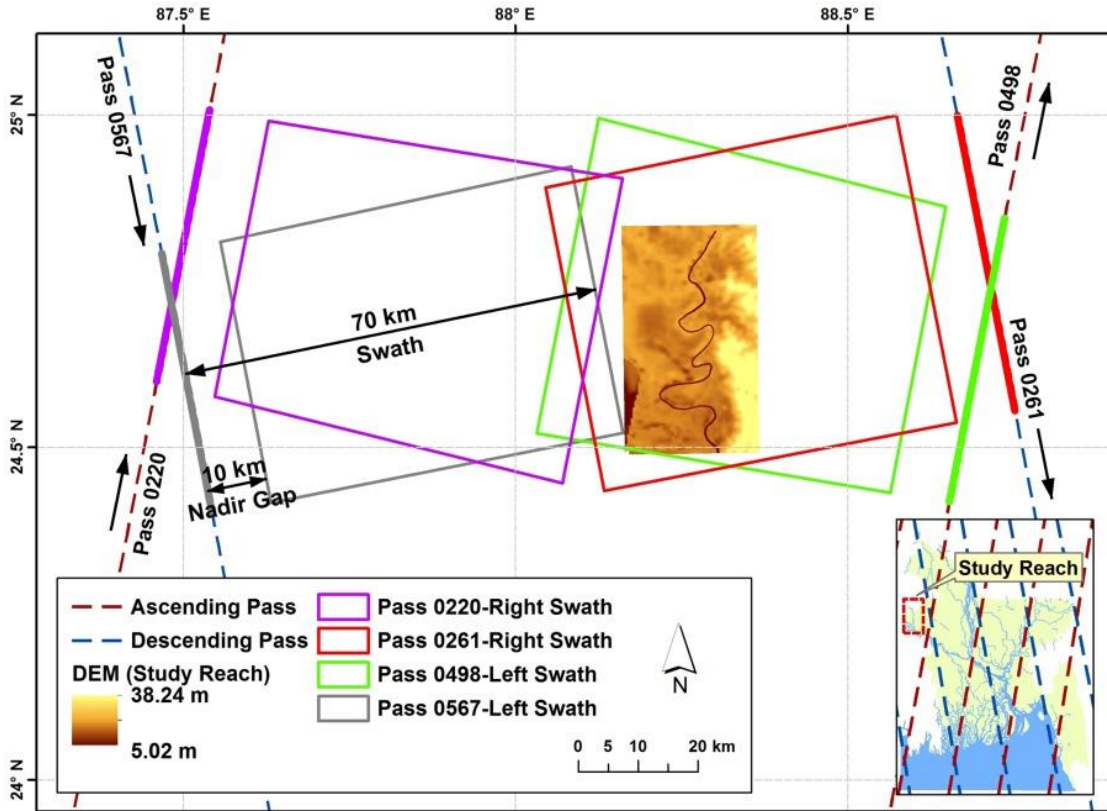 87.5° E
88° E
88.5° E
25° N
24.5° N
24° N
Pass 0567
Pass 0498
70 km
Swath
Pass 0261
10 km
Nadir Gap
Pass 0220
Ascending Pass
Descending Pass
DEM (Study Reach)
38.24 m
5.02 m
Pass 0220-Right Swath
Pass 0261-Right Swath
Pass 0498-Left Swath
Pass 0567-Left Swath
N
0 5 10 20 km
Study Reach